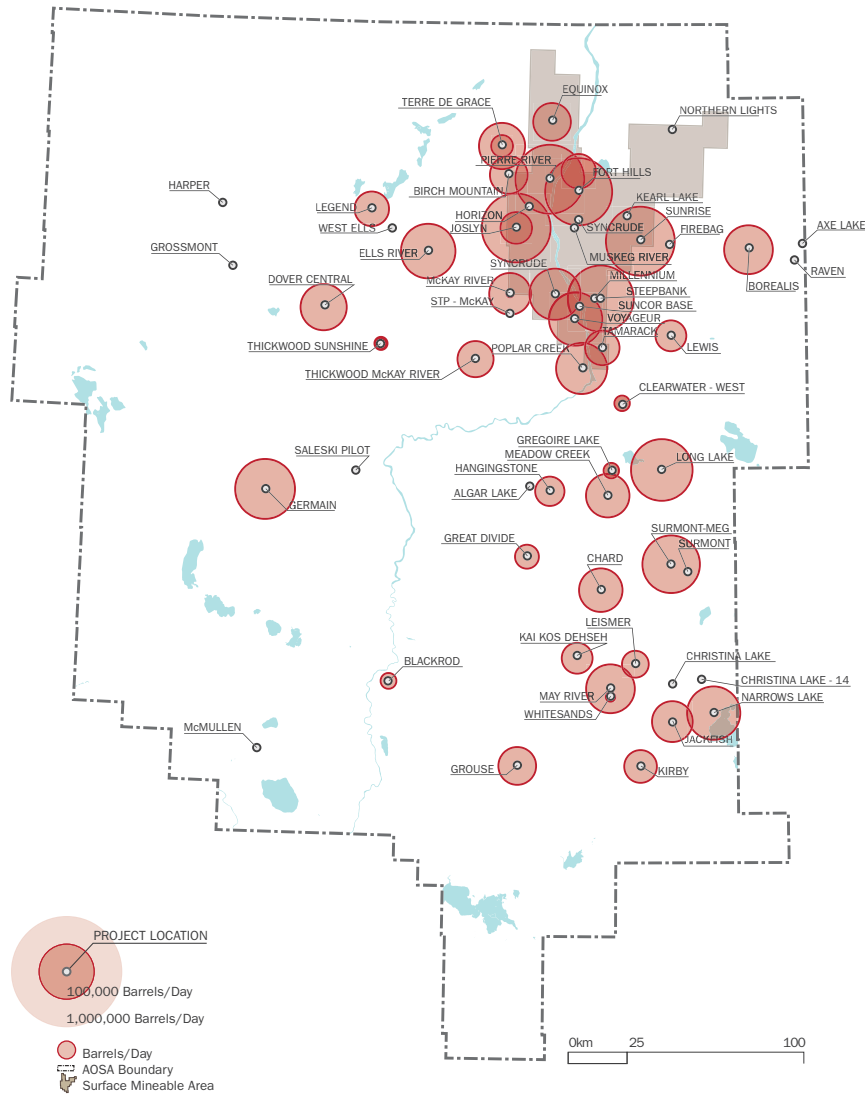 EQUINOX
TERRE DE GRACE
NORTHERN LIGHTS
PIERRE RIVER
FORT HILLS
HARPER
BIRCH MOUNTAIN
KEARL LAKE
LEGEND
HORIZON
SUNRISE
WEST ELLS
JOSLYN
SYNCRUDE
FIREBAG
AXE LAKE
GROSSMONT
ELLS RIVER
MUSKEG RIVER
SYNCRUDE
RAVEN
DOVER CENTRAL
McKAY RIVER
MILLENNIUM
BOREALIS
STEEPBANK
STP - McKAY
SUNCOR BASE
VOYAGEUR
TAMARACK
THICKWOOD SUNSHINE
POPLAR CREEK
LEWIS
THICKWOOD McKAY RIVER
CLEARWATER - WEST
GREGOIRE LAKE
SALESKI PILOT
MEADOW CREEK
LONG LAKE
HANGINGSTONE
ALGAR LAKE
GERMAIN
SURMONT-MEG
GREAT DIVIDE
SURMONT
CHARD
LEISMER
KAI KOS DEHSEH
CHRISTINA LAKE
BLACKROD
CHRISTINA LAKE - 14
MAY RIVER
NARROWS LAKE
WHITESANDS
McMULLEN
JACKFISH
GROUSE
KIRBY
PROJECT LOCATION
100,000 Barrels/Day
1,000,000 Barrels/Day
0km 25 100
Barrels/Day
AOSA Boundary
Surface Mineable Area